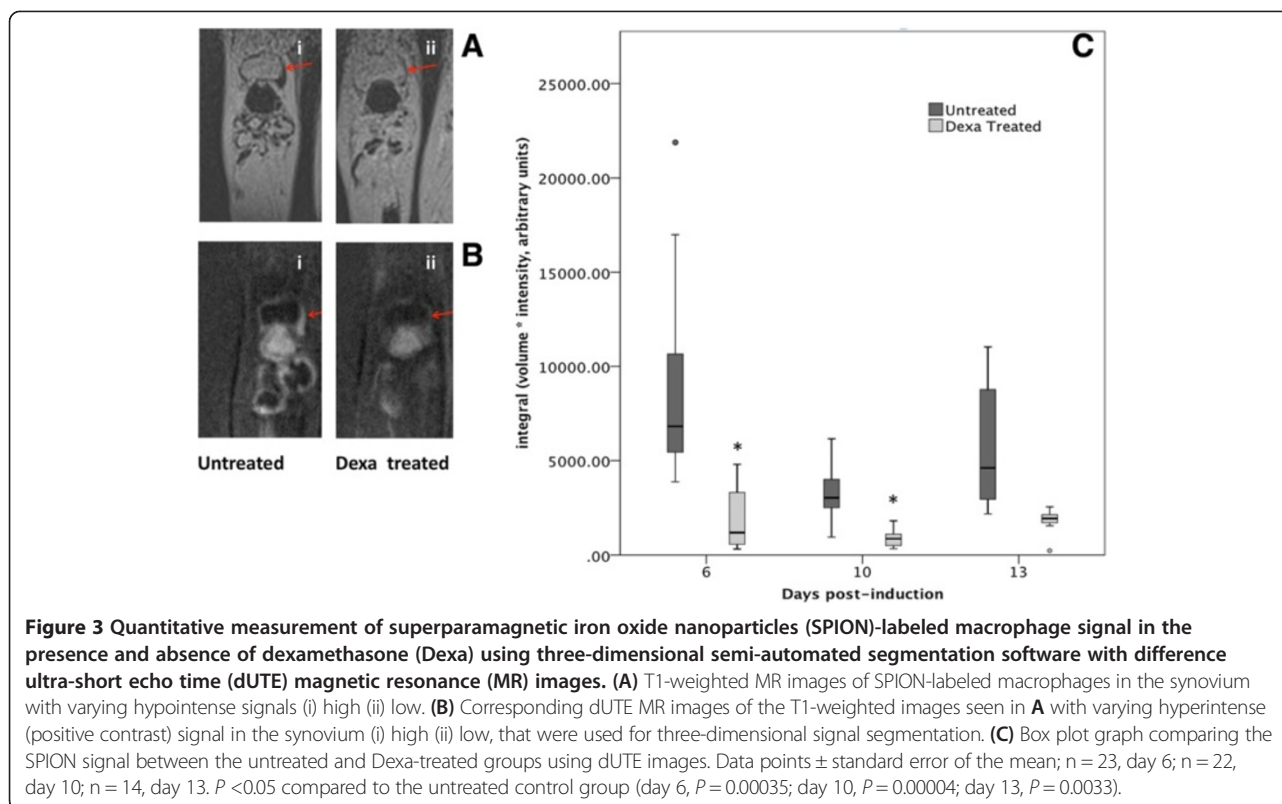 i
ii
A
i
ii
B
Untreated
Dexa treated
C
Untreated
Dexa Treated
integral (volume * intensity, arbitrary units)
25000.00
20000.00
15000.00
10000.00
5000.00
.00
*
*
6
10
13
Days post-induction
Figure 3 Quantitative measurement of superparamagnetic iron oxide nanoparticles (SPION)-labeled macrophage signal in the
presence and absence of dexamethasone (Dexa) using three-dimensional semi-automated segmentation software with difference
ultra-short echo time (dUTE) magnetic resonance (MR) images. (A) T1-weighted MR images of SPION-labeled macrophages in the synovium
with varying hypointense signals (i) high (ii) low. (B) Corresponding dUTE MR images of the T1-weighted images seen in A with varying hyperintense
(positive contrast) signal in the synovium (i) high (ii) low, that were used for three-dimensional signal segmentation. (C) Box plot graph comparing the
SPION signal between the untreated and Dexa-treated groups using dUTE images. Data points ± standard error of the mean; n = 23, day 6; n = 22,
day 10; n = 14, day 13. P <0.05 compared to the untreated control group (day 6, P = 0.00035; day 10, P = 0.00004; day 13, P = 0.0033).